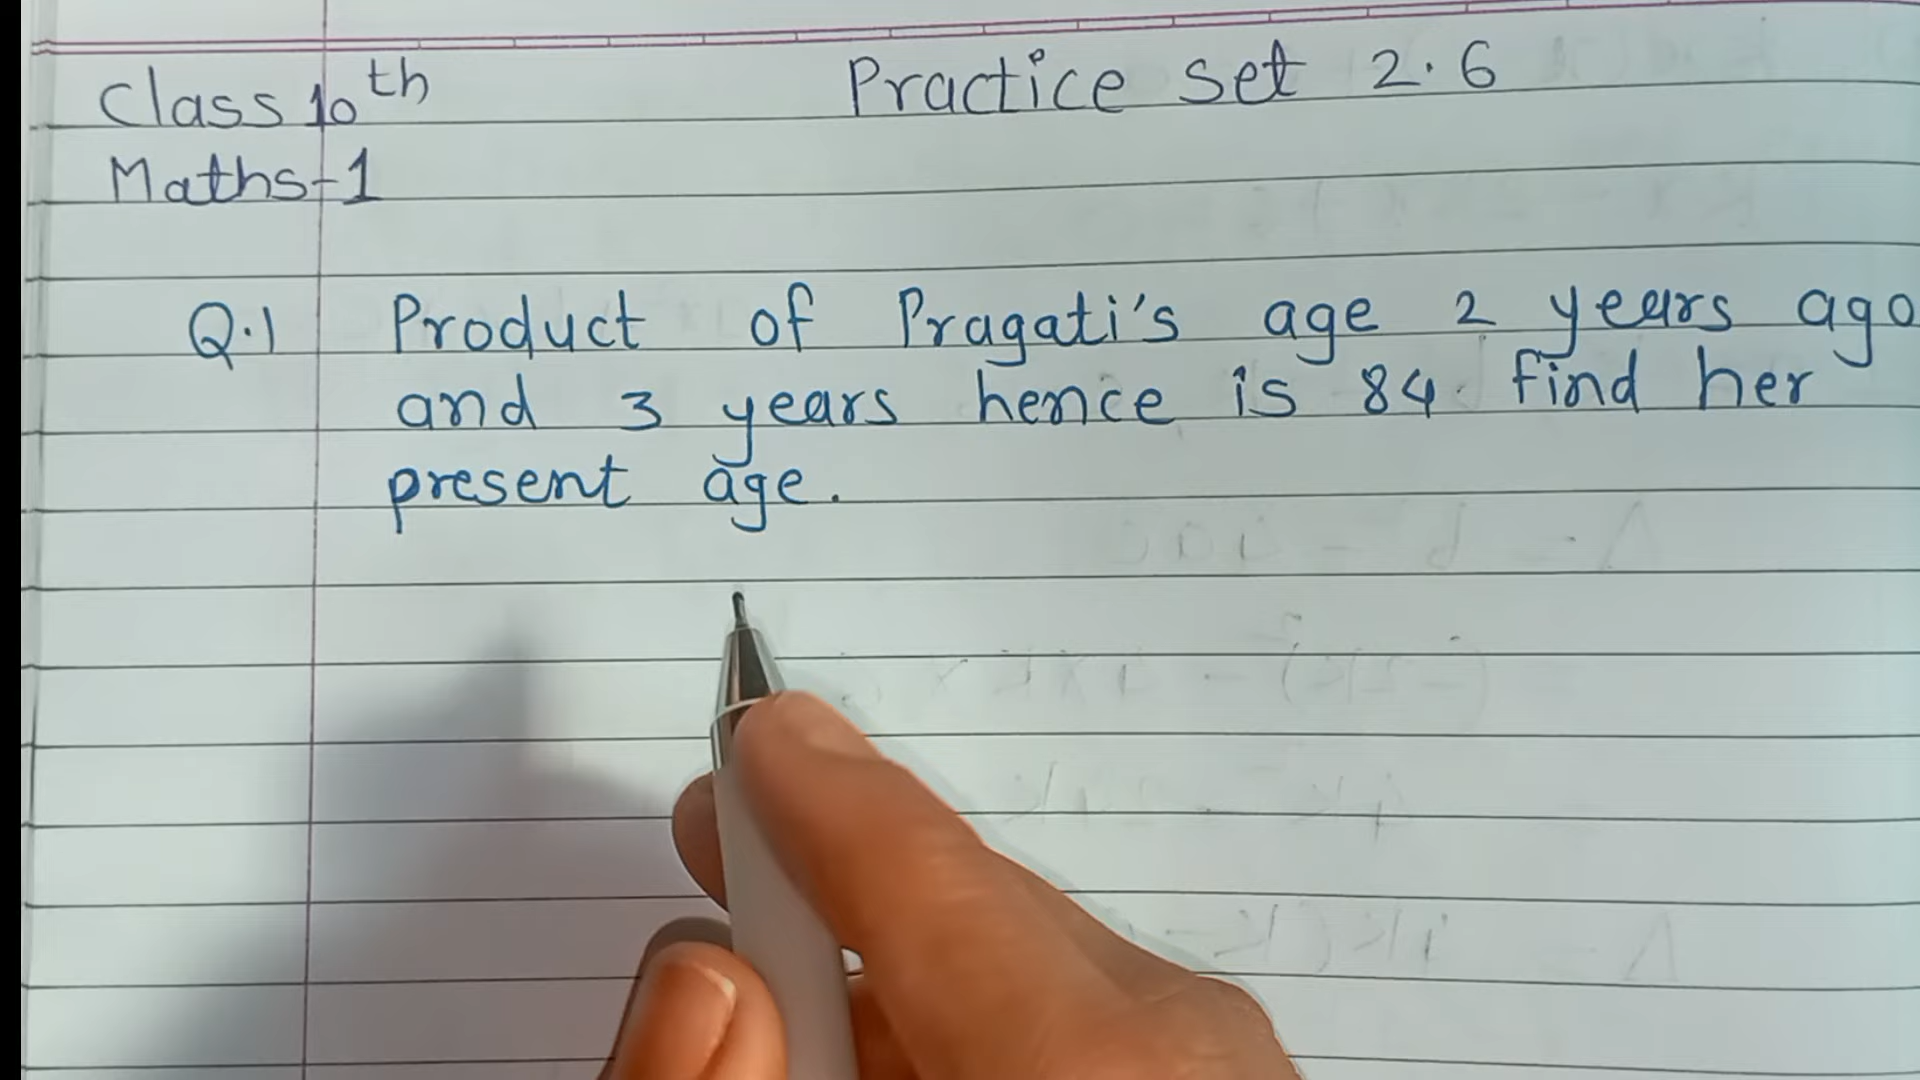 Class 10th
Practice set 2.6
Maths-1
Q.1 Product of Pragati's age 2 years ago
and 3 years hence is 84. find her
present age.